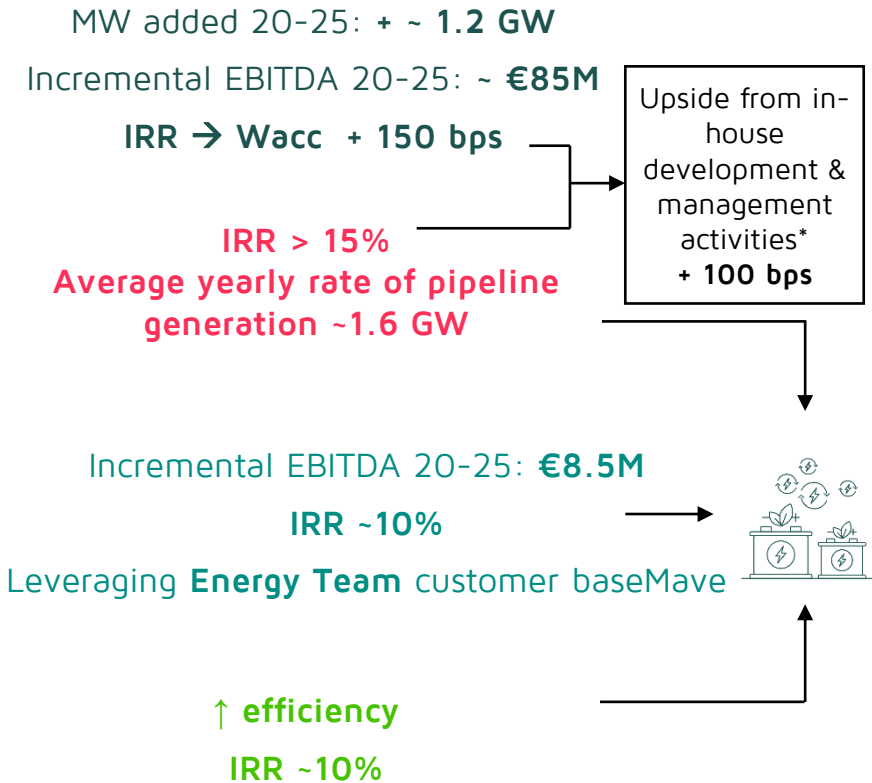 MW added 20-25: + ~ 1.2 GW
Incremental EBITDA 20-25: ~ €85M
IRR → Wacc + 150 bps
Upside from in-
house
development &
management
activities*
+ 100 bps
IRR > 15%
Average yearly rate of pipeline
generation ~1.6 GW
Incremental EBITDA 20-25: €8.5M
IRR ~10%
Leveraging Energy Team customer baseMave
↑ efficiency
IRR ~10%